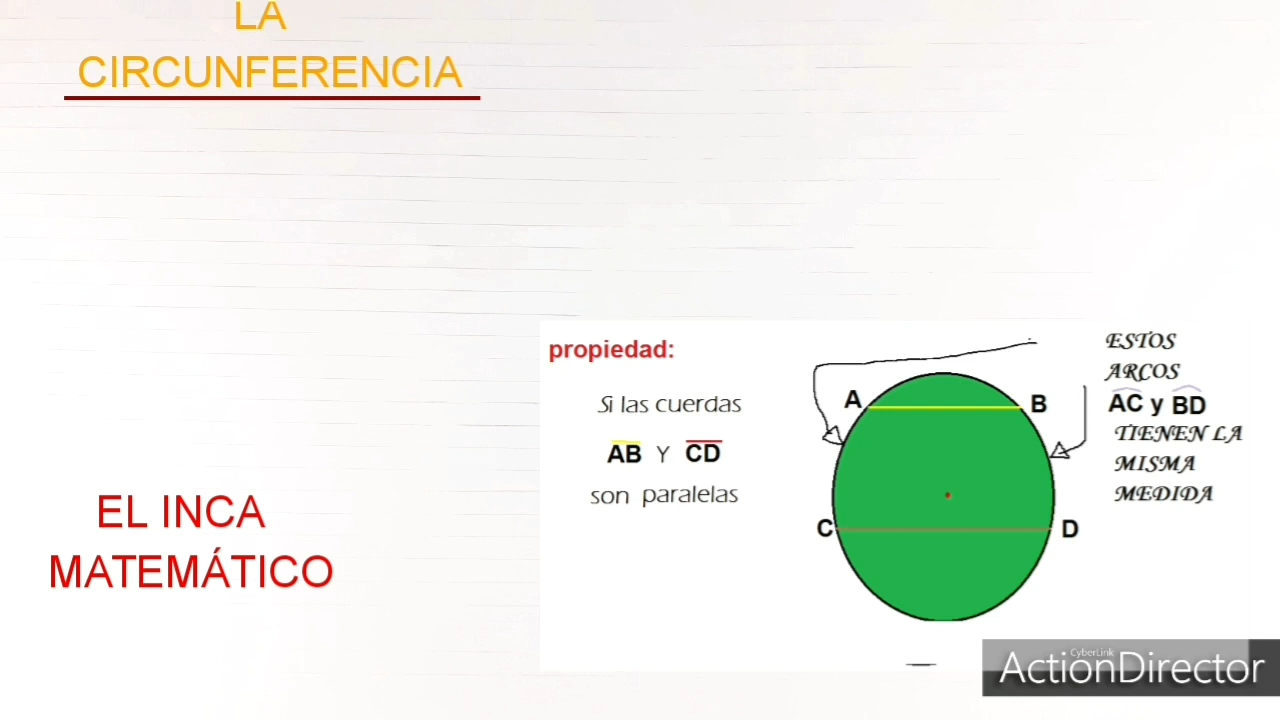 LA
CIRCUNFERENCIA
propiedad:
Si las cuerdas
AB Y CD
son paralelas
A
B
C
D
ESTOS
ARCOS
AC y BD
TIENEN LA
MISMA
MEDIDA
EL INCA
MATEMÁTICO
CyberLink
ActionDirector